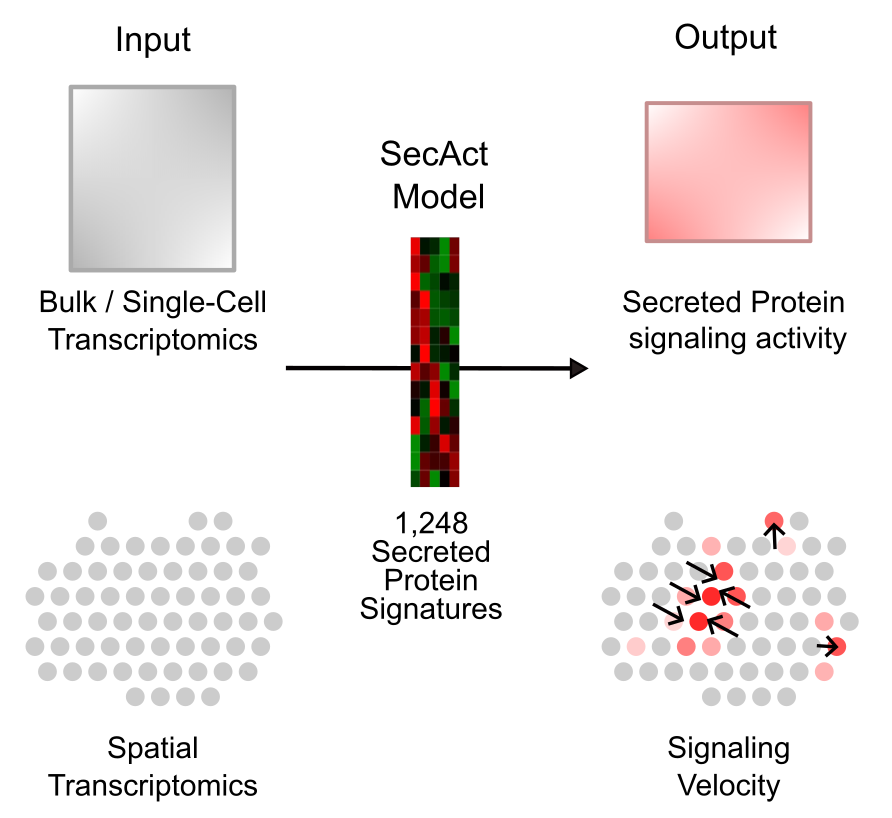 Input
Output
SecAct
Model
Bulk / Single-Cell
Transcriptomics
Secreted Protein
signaling activity
1,248
Secreted
Protein
Signatures
Spatial
Transcriptomics
Signaling
Velocity